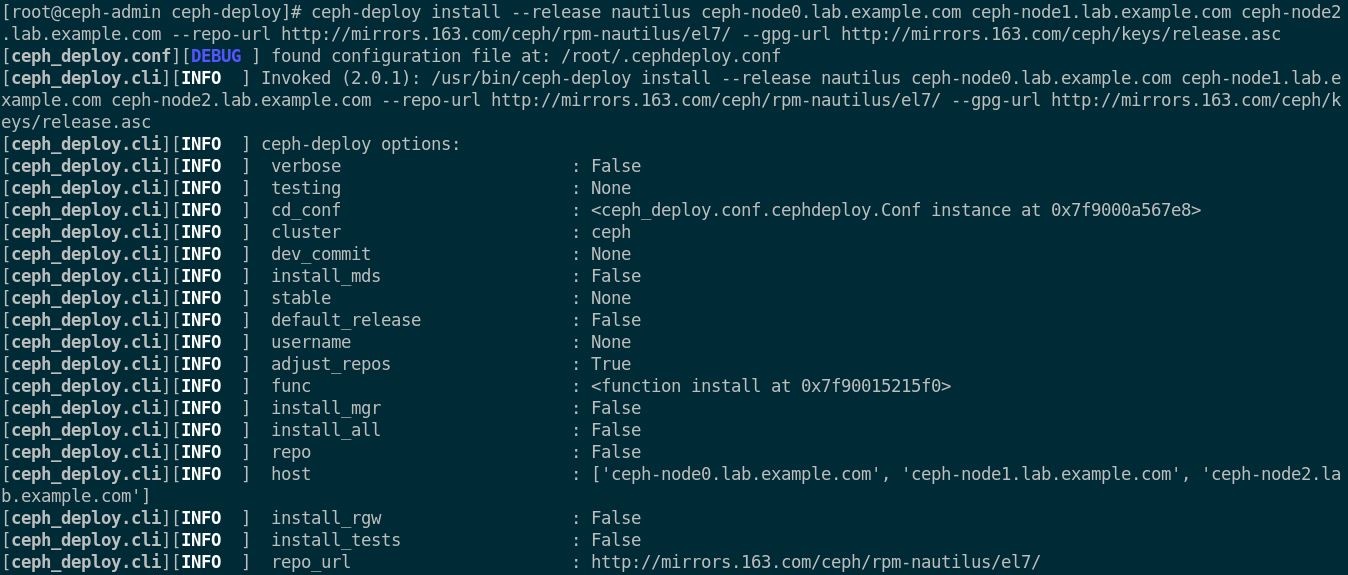 [root@ceph-admin ceph-deploy]# ceph-deploy install --release nautilus ceph-node0.lab.example.com ceph-node1.lab.example.com ceph-node2
.lab.example.com --repo-url http://mirrors.163.com/ceph/rpm-nautilus/el7/ --gpg-url http://mirrors.163.com/ceph/keys/release.asc
[ceph_deploy.conf][DEBUG ] found configuration file at: /root/.cephdeploy.conf
[ceph_deploy.cli][INFO  ] Invoked (2.0.1): /usr/bin/ceph-deploy install --release nautilus ceph-node0.lab.example.com ceph-node1.lab.e
xample.com ceph-node2.lab.example.com --repo-url http://mirrors.163.com/ceph/rpm-nautilus/el7/ --gpg-url http://mirrors.163.com/ceph/k
eys/release.asc
[ceph_deploy.cli][INFO  ] ceph-deploy options:
[ceph_deploy.cli][INFO  ]  verbose                       : False
[ceph_deploy.cli][INFO  ]  testing                       : None
[ceph_deploy.cli][INFO  ]  cd_conf                       : <ceph_deploy.conf.cephdeploy.Conf instance at 0x7f9000a567e8>
[ceph_deploy.cli][INFO  ]  cluster                       : ceph
[ceph_deploy.cli][INFO  ]  dev_commit                    : None
[ceph_deploy.cli][INFO  ]  install_mds                   : False
[ceph_deploy.cli][INFO  ]  stable                        : None
[ceph_deploy.cli][INFO  ]  default_release               : False
[ceph_deploy.cli][INFO  ]  username                      : None
[ceph_deploy.cli][INFO  ]  adjust_repos                  : True
[ceph_deploy.cli][INFO  ]  func                          : <function install at 0x7f90015215f0>
[ceph_deploy.cli][INFO  ]  install_mgr                   : False
[ceph_deploy.cli][INFO  ]  install_all                   : False
[ceph_deploy.cli][INFO  ]  repo                          : False
[ceph_deploy.cli][INFO  ]  host                          : ['ceph-node0.lab.example.com', 'ceph-node1.lab.example.com', 'ceph-node2.la
b.example.com']
[ceph_deploy.cli][INFO  ]  install_rgw                   : False
[ceph_deploy.cli][INFO  ]  install_tests                 : False
[ceph_deploy.cli][INFO  ]  repo_url                      : http://mirrors.163.com/ceph/rpm-nautilus/el7/